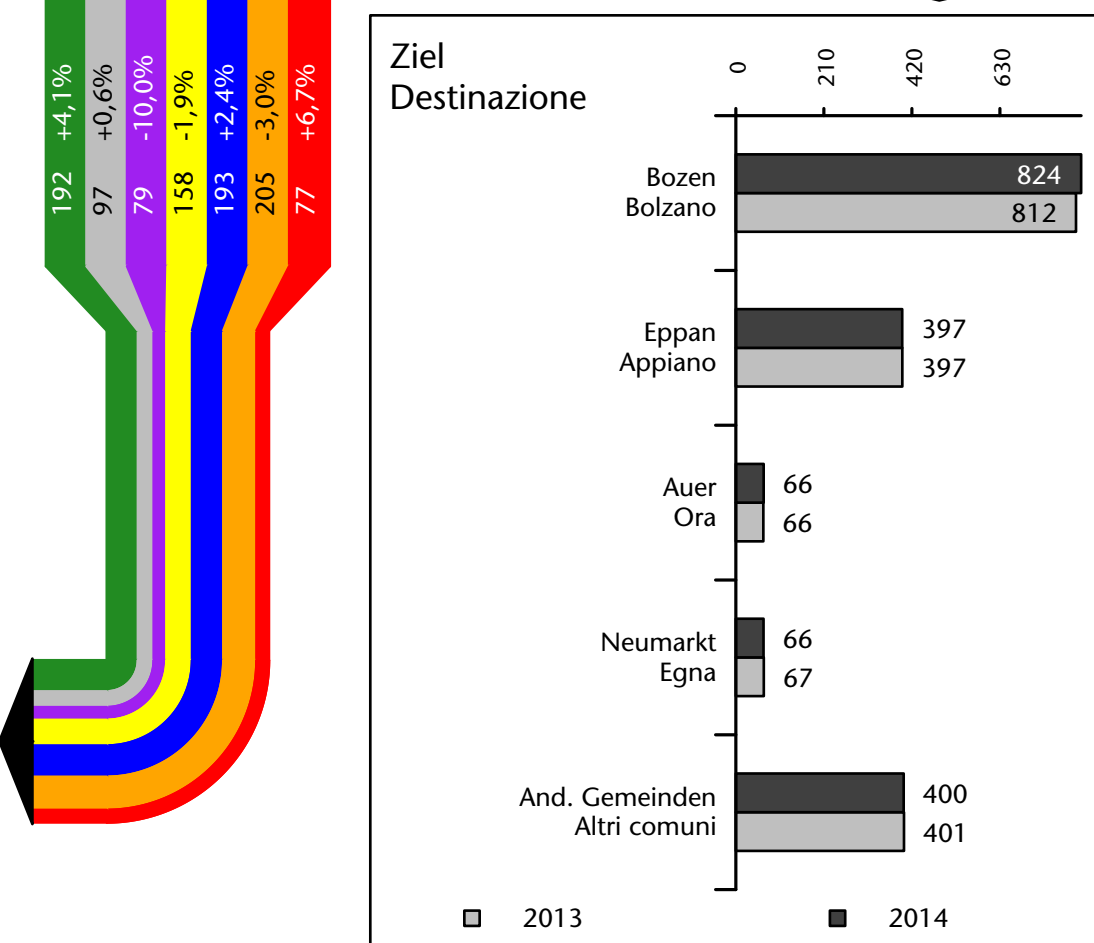 192 +4,1%
97 +0,6%
79 -10,0%
158 -1,9%
193 +2,4%
205 -3,0%
77 +6,7%
Ziel
Destinazione
0 210 420 630
Bozen
Bolzano
824
812
Eppan
Appiano
397
397
Auer
Ora
66
66
Neumarkt
Egna
66
67
And. Gemeinden
Altri comuni
400
401
2013 2014